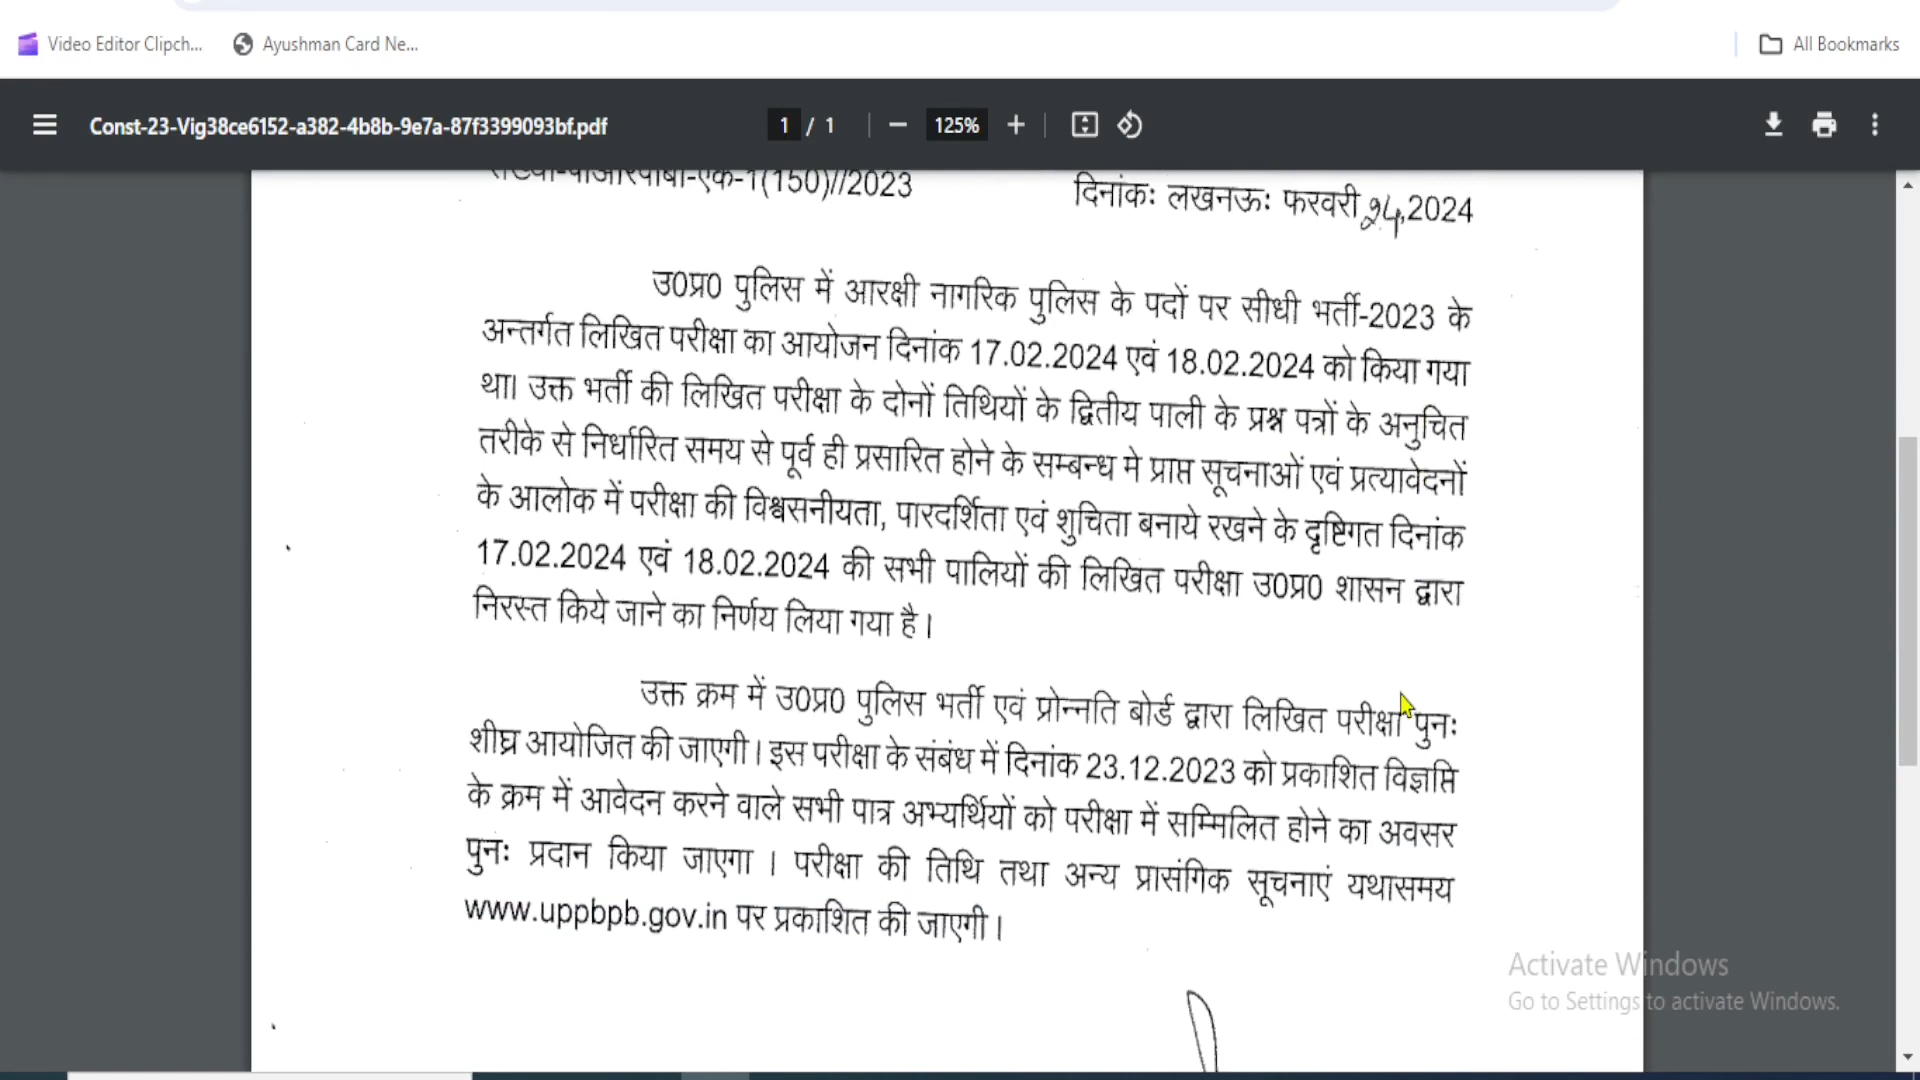 Video Editor Clipch...
Ayushman Card Ne...
All Bookmarks
Const-23-Vig38ce6152-a382-4b8b-9e7a-87f3399093bf.pdf
1 / 1
125%
संख्या-पीआरपीबी-एक-1(150)//2023
दिनांकः लखनऊः फरवरी 24,2024
उ0प्र0 पुलिस में आरक्षी नागरिक पुलिस के पदों पर सीधी भर्ती-2023 के
अन्तर्गत लिखित परीक्षा का आयोजन दिनांक 17.02.2024 एवं 18.02.2024 को किया गया
था। उक्त भर्ती की लिखित परीक्षा के दोनों तिथियों के द्वितीय पाली के प्रश्न पत्रों के अनुचित
तरीके से निर्धारित समय से पूर्व ही प्रसारित होने के सम्बन्ध मे प्राप्त सूचनाओं एवं प्रत्यावेदनों
के आलोक में परीक्षा की विश्वसनीयता, पारदर्शिता एवं शुचिता बनाये रखने के दृष्टिगत दिनांक
17.02.2024 एवं 18.02.2024 की सभी पालियों की लिखित परीक्षा उ0प्र0 शासन द्वारा
निरस्त किये जाने का निर्णय लिया गया है।
उक्त क्रम में उ0प्र0 पुलिस भर्ती एवं प्रोन्नति बोर्ड द्वारा लिखित परीक्षा पुनः
शीघ्र आयोजित की जाएगी। इस परीक्षा के संबंध में दिनांक 23.12.2023 को प्रकाशित विज्ञप्ति
के क्रम में आवेदन करने वाले सभी पात्र अभ्यर्थियों को परीक्षा में सम्मिलित होने का अवसर
पुनः प्रदान किया जाएगा । परीक्षा की तिथि तथा अन्य प्रासंगिक सूचनाएं यथासमय
www.uppbpb.gov.in पर प्रकाशित की जाएगी।
Activate Windows
Go to Settings to activate Windows.